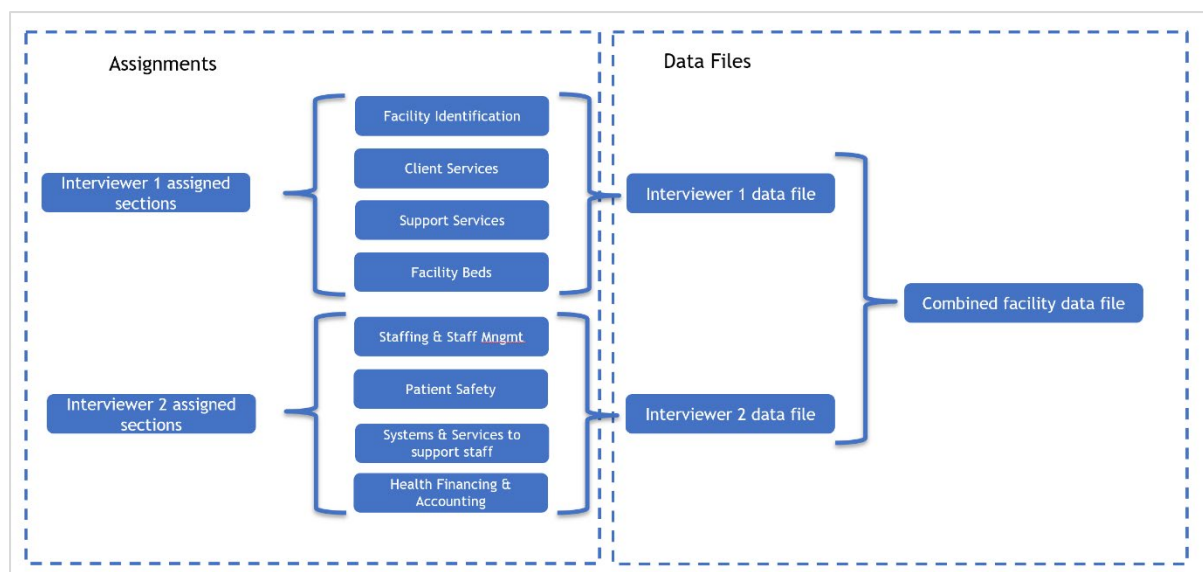 Assignments
Data Files
Interviewer 1 assigned
sections
Facility Identification
Client Services
Support Services
Facility Beds
Interviewer 1 data file
Combined facility data file
Interviewer 2 assigned
sections
Staffing & Staff Mngmt
Patient Safety
Systems & Services to
support staff
Health Financing &
Accounting
Interviewer 2 data file